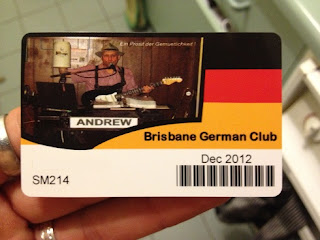 Ein Prosit der Gemuetlichkeit !
ANDREW
Brisbane German Club
Dec 2012
SM214